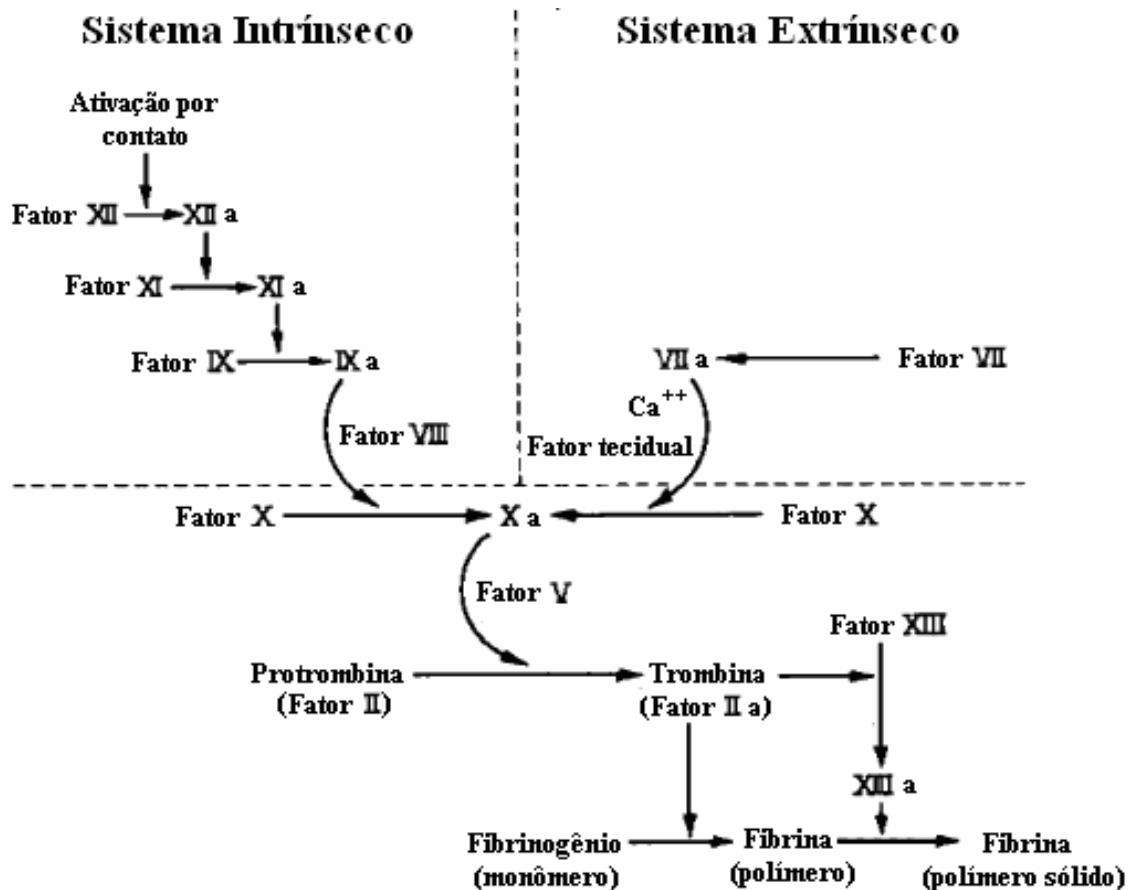 Sistema Intrínseco
Sistema Extrínseco
Ativação por
contato
Fator XII
XII a
Fator XI
XI a
Fator IX
IX a
VII a
Fator VII
Ca++
Fator VIII
Fator tecidual
Fator X
X a
Fator X
Fator V
Fator XIII
Protrombina
(Fator II)
Trombina
(Fator II a)
XIII a
Fibrinogênio
(monômero)
Fibrina
(polímero)
Fibrina
(polímero sólido)